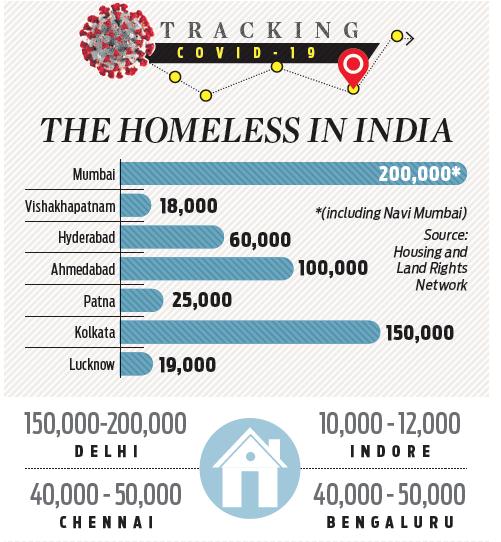 TRACKING
COVID-19
THE HOMELESS IN INDIA
Mumbai 200,000*
Vishakhapatnam 18,000
*(including Navi Mumbai)
Hyderabad 60,000
Source:
Housing and
Land Rights
Network
Ahmedabad 100,000
Patna 25,000
Kolkata 150,000
Lucknow 19,000
150,000-200,000
DELHI
10,000 - 12,000
INDORE
40,000 - 50,000
CHENNAI
40,000 - 50,000
BENGALURU